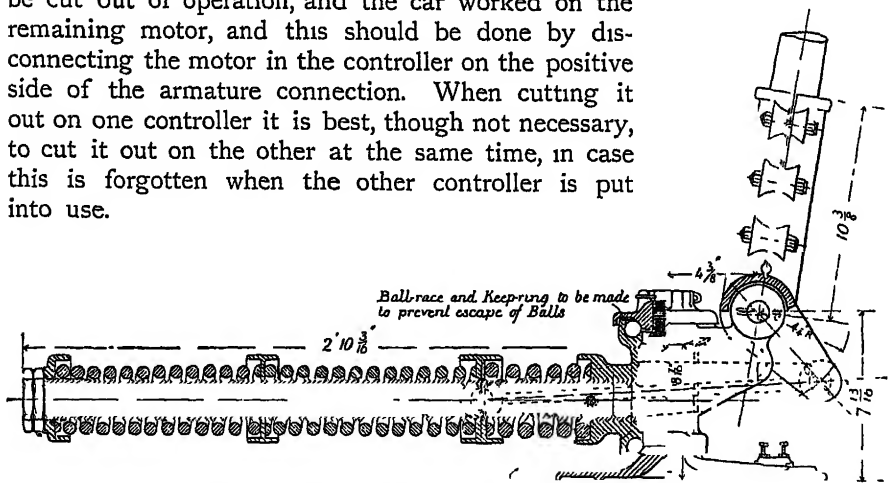 be cut out of operation, and the car worked on the
remaining motor, and this should be done by dis-
connecting the motor in the controller on the positive
side of the armature connection. When cutting it
out on one controller it is best, though not necessary,
to cut it out on the other at the same time, in case
this is forgotten when the other controller is put
into use.
10 3/8
4 3/8"
Ball-race and Keep-ring to be made
to prevent escape of Balls
2' 10 3/16"
7 13/16